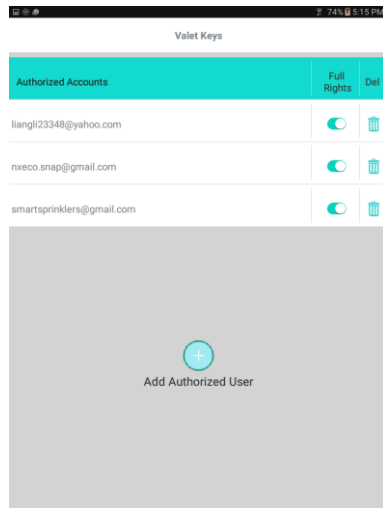 74% 5:15 PM
Valet Keys
Authorized Accounts
Full
Rights
Del
liangli23348@yahoo.com
nxeco.snap@gmail.com
smartsprinklers@gmail.com
Add Authorized User